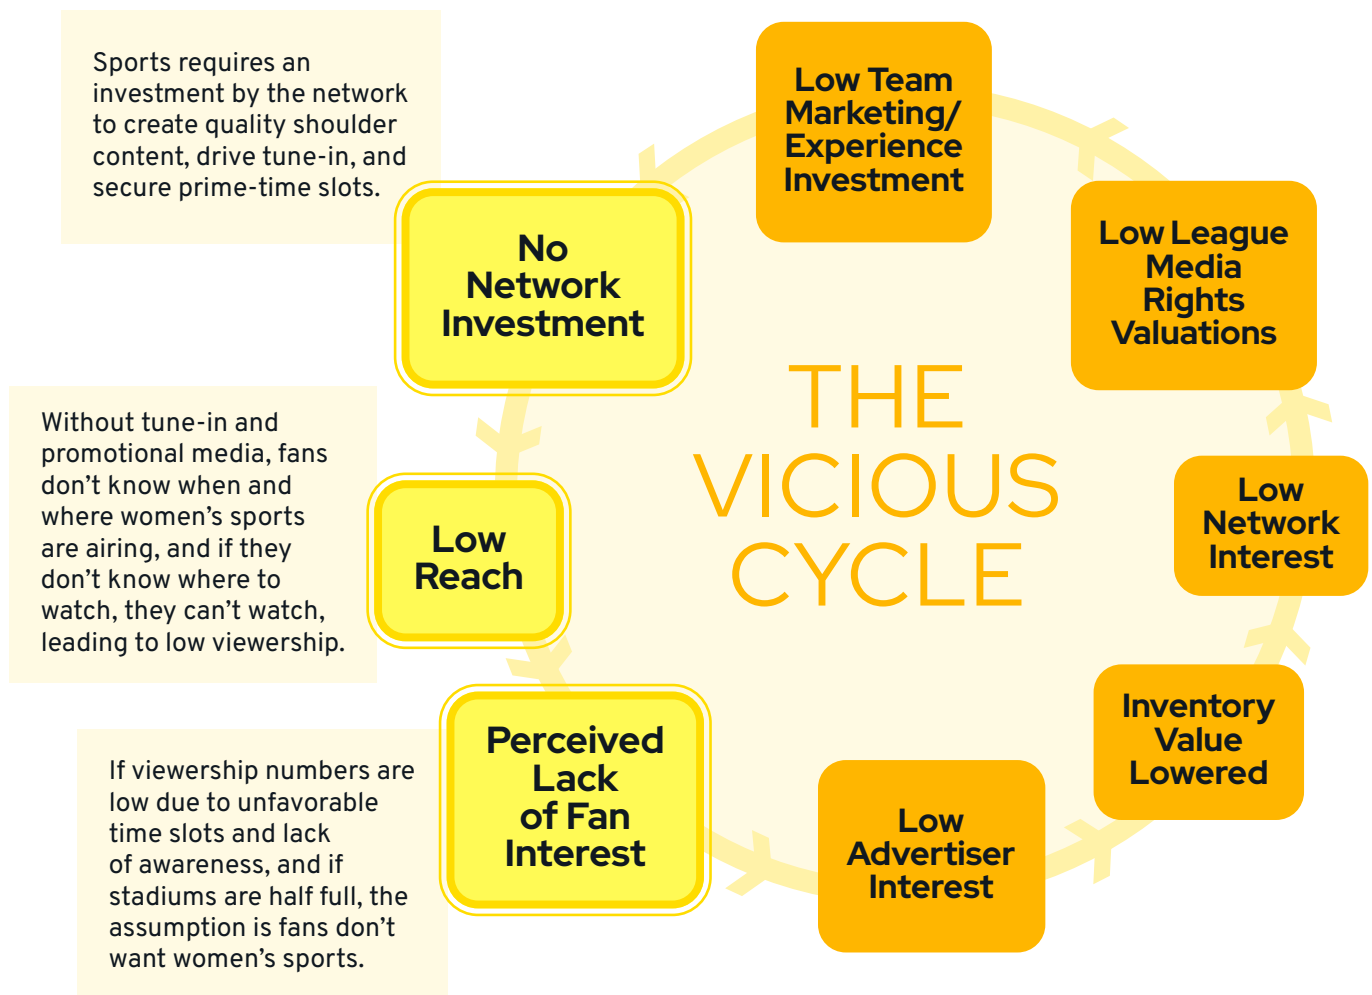 Sports requires an
investment by the network
to create quality shoulder
content, drive tune-in, and
secure prime-time slots.
No
Network
Investment
Without tune-in and
promotional media, fans
don’t know when and
where women’s sports
are airing, and if they
don’t know where to
watch, they can’t watch,
leading to low viewership.
Low
Reach
If viewership numbers are
low due to unfavorable
time slots and lack
of awareness, and if
stadiums are half full, the
assumption is fans don’t
want women’s sports.
Perceived
Lack
of Fan
Interest
Low
Advertiser
Interest
Inventory
Value
Lowered
Low
Network
Interest
Low League
Media
Rights
Valuations
Low Team
Marketing/
Experience
Investment
THE
VICIOUS
CYCLE